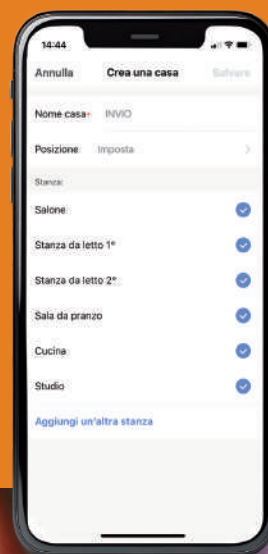 14:44
Annulla Crea una casa Salvare
Nome casa* INVIO
Posizione Imposta
Stanza:
Salone
Stanza da letto 1°
Stanza da letto 2°
Sala da pranzo
Cucina
Studio
Aggiungi un'altra stanza